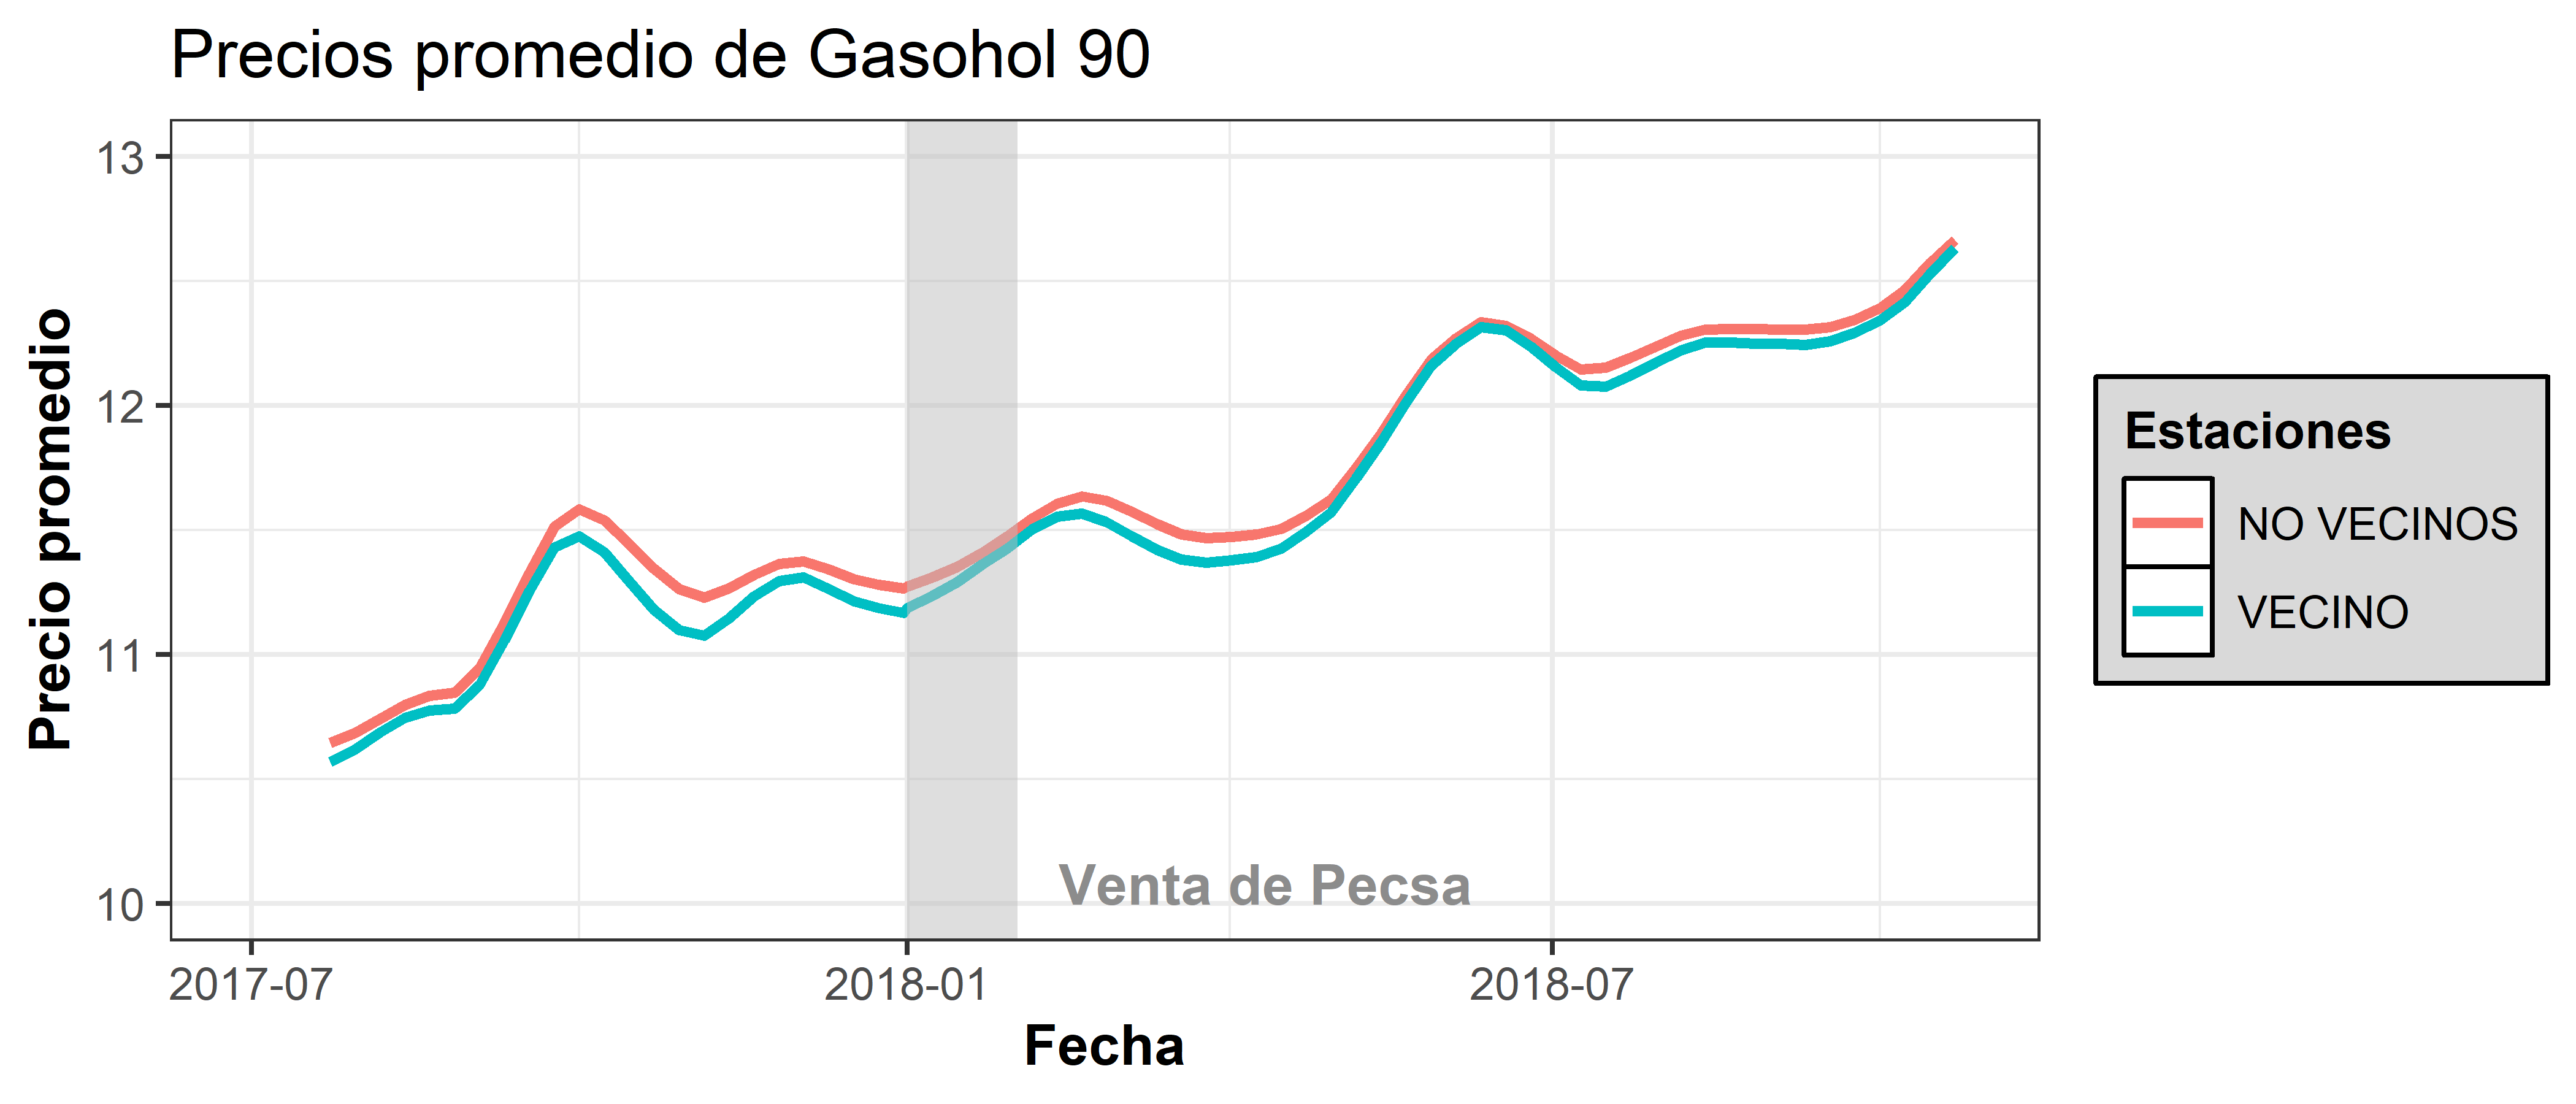 Precios promedio de Gasohol 90
Precio promedio
13
12
11
10
Venta de Pecsa
2017-07
2018-01
2018-07
Fecha
Estaciones
NO VECINOS
VECINO